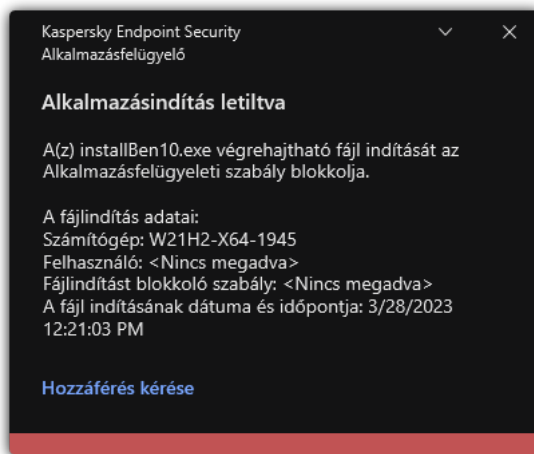 Kaspersky Endpoint Security
Alkalmazásfelügyelő
Alkalmazásindítás letiltva
A(z) installBen10.exe végrehajtható fájl indítását az
Alkalmazásfelügyeleti szabály blokkolja.
A fájlindítás adatai:
Számítógép: W21H2-X64-1945
Felhasználó: <Nincs megadva>
Fájlindítást blokkoló szabály: <Nincs megadva>
A fájl indításának dátuma és időpontja: 3/28/2023
12:21:03 PM
Hozzáférés kérése